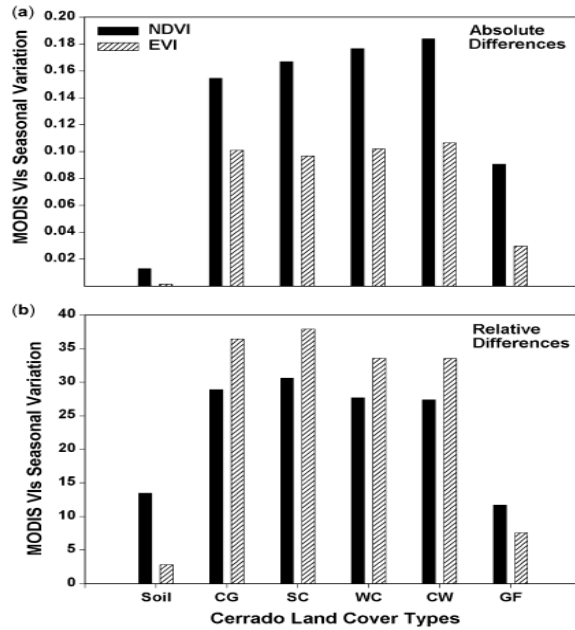 (a)
NDVI
EVI
Absolute
Differences
MODIS VIs Seasonal Variation
0.20
0.18
0.16
0.14
0.12
0.10
0.08
0.06
0.04
0.02
(b)
Relative
Differences
MODIS VIs Seasonal Variation
40
35
30
25
20
15
10
5
0
Soil CG SC WC CW GF
Cerrado Land Cover Types